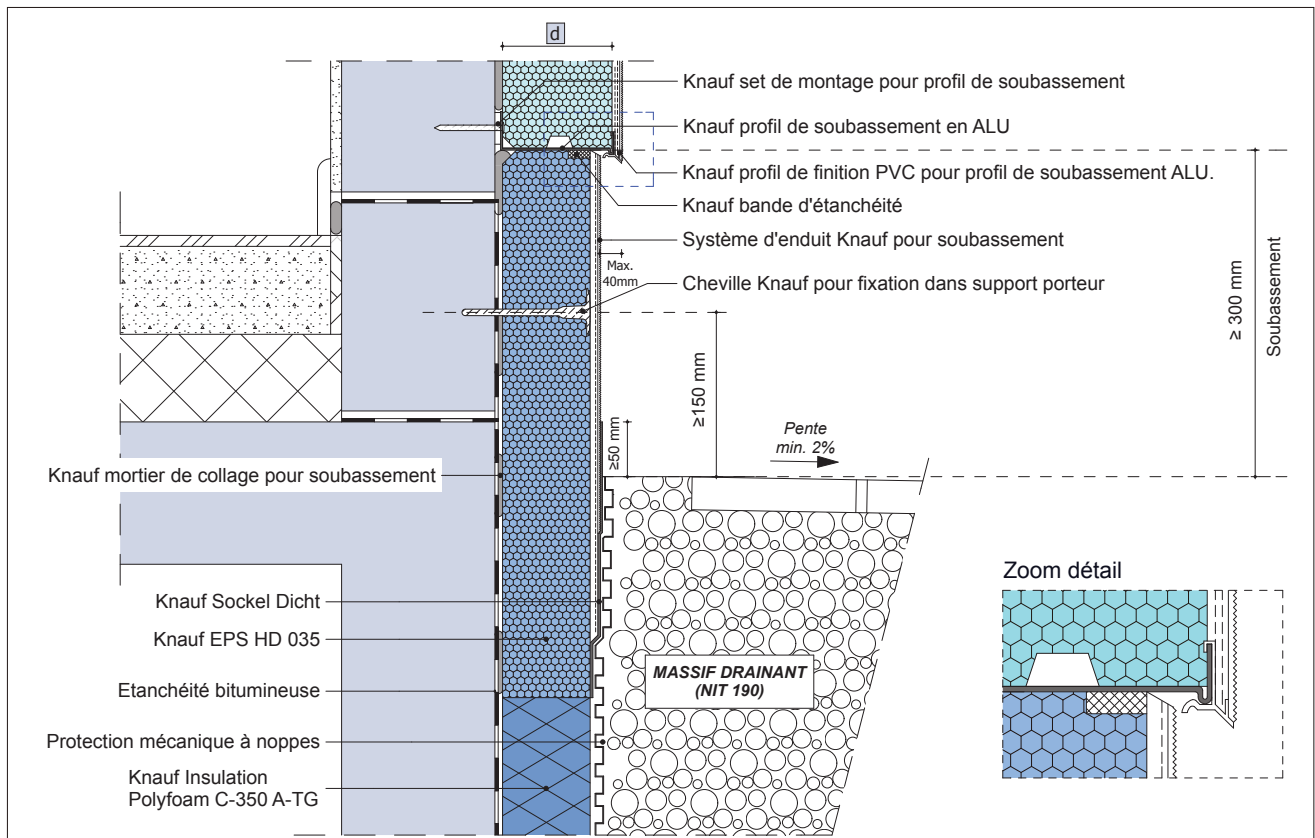 d
Knauf set de montage pour profil de soubassement
Knauf profil de soubassement en ALU
Knauf profil de finition PVC pour profil de soubassement ALU.
Knauf bande d'étanchéité
Système d'enduit Knauf pour soubassement
Max.
40mm
Cheville Knauf pour fixation dans support porteur
≥ 300 mm
Soubassement
≥150 mm
≥50 mm
Pente
min. 2%
Knauf mortier de collage pour soubassement
Knauf Sockel Dicht
Knauf EPS HD 035
Etanchéité bitumineuse
Protection mécanique à noppes
Knauf Insulation
Polyfoam C-350 A-TG
MASSIF DRAINANT
(NIT 190)
Zoom détail